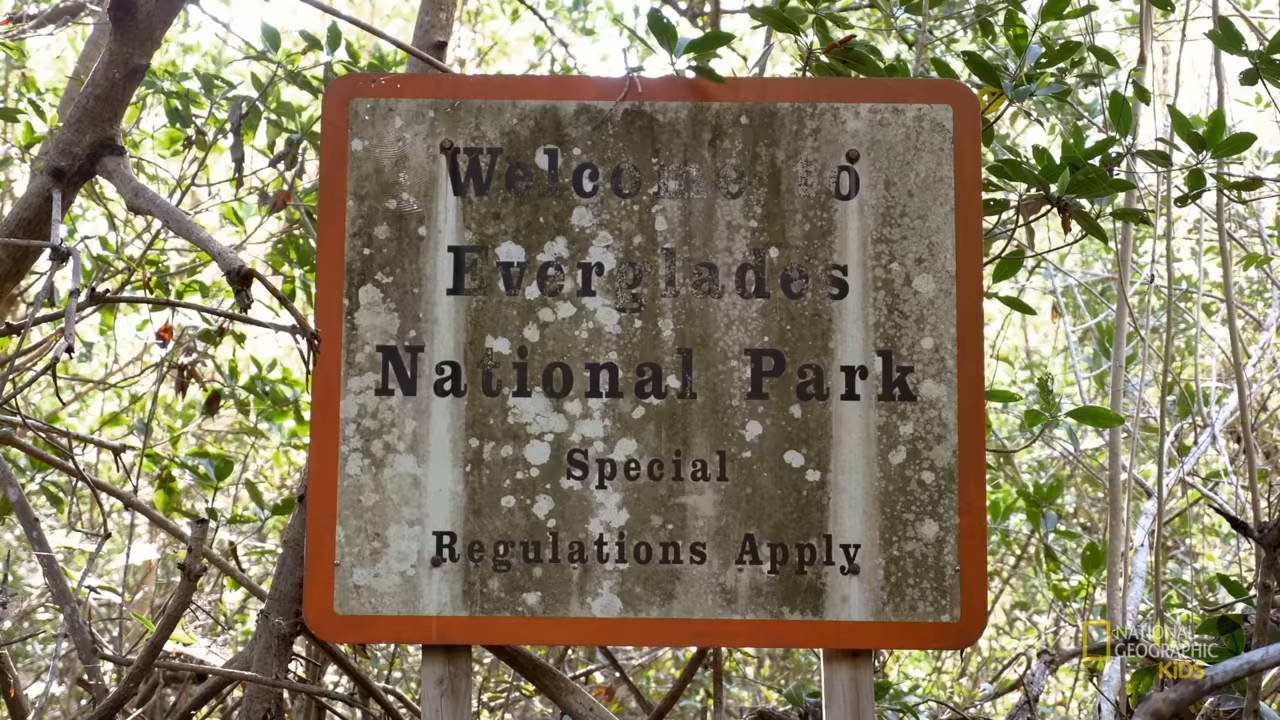 Welcome to
Everglades
National Park
Special
Regulations Apply
NATIONAL
GEOGRAPHIC
KiDS